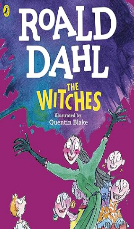 ROALD
DAHL
THE
WITCHES
Illustrated by
Quentin Blake